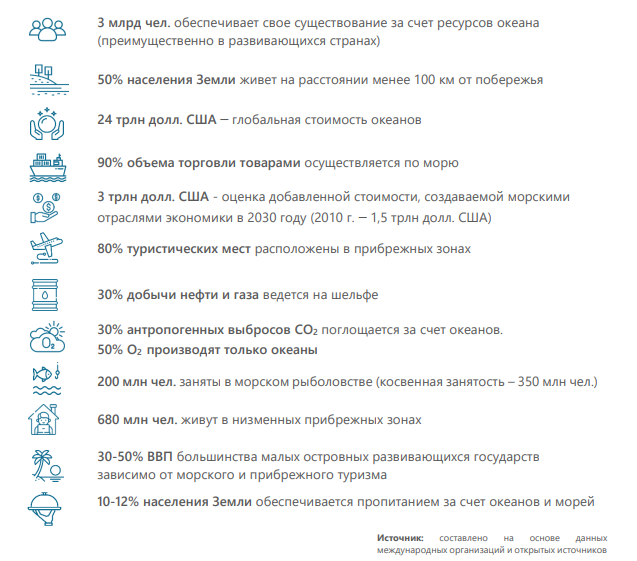 3 млрд чел. обеспечивает свое существование за счет ресурсов океана
(преимущественно в развивающихся странах)
50% населения Земли живет на расстоянии менее 100 км от побережья
24 трлн долл. США – глобальная стоимость океанов
90% объема торговли товарами осуществляется по морю
3 трлн долл. США - оценка добавленной стоимости, создаваемой морскими
отраслями экономики в 2030 году (2010 г. – 1,5 трлн долл. США)
80% туристических мест расположены в прибрежных зонах
30% добычи нефти и газа ведется на шельфе
30% антропогенных выбросов CO₂ поглощается за счет океанов.
O₂
50% O₂ производят только океаны
200 млн чел. заняты в морском рыболовстве (косвенная занятость – 350 млн чел.)
680 млн чел. живут в низменных прибрежных зонах
30-50% ВВП большинства малых островных развивающихся государств
зависимо от морского и прибрежного туризма
10-12% населения Земли обеспечивается пропитанием за счет океанов и морей
Источник: составлено на основе данных
международных организаций и открытых источников